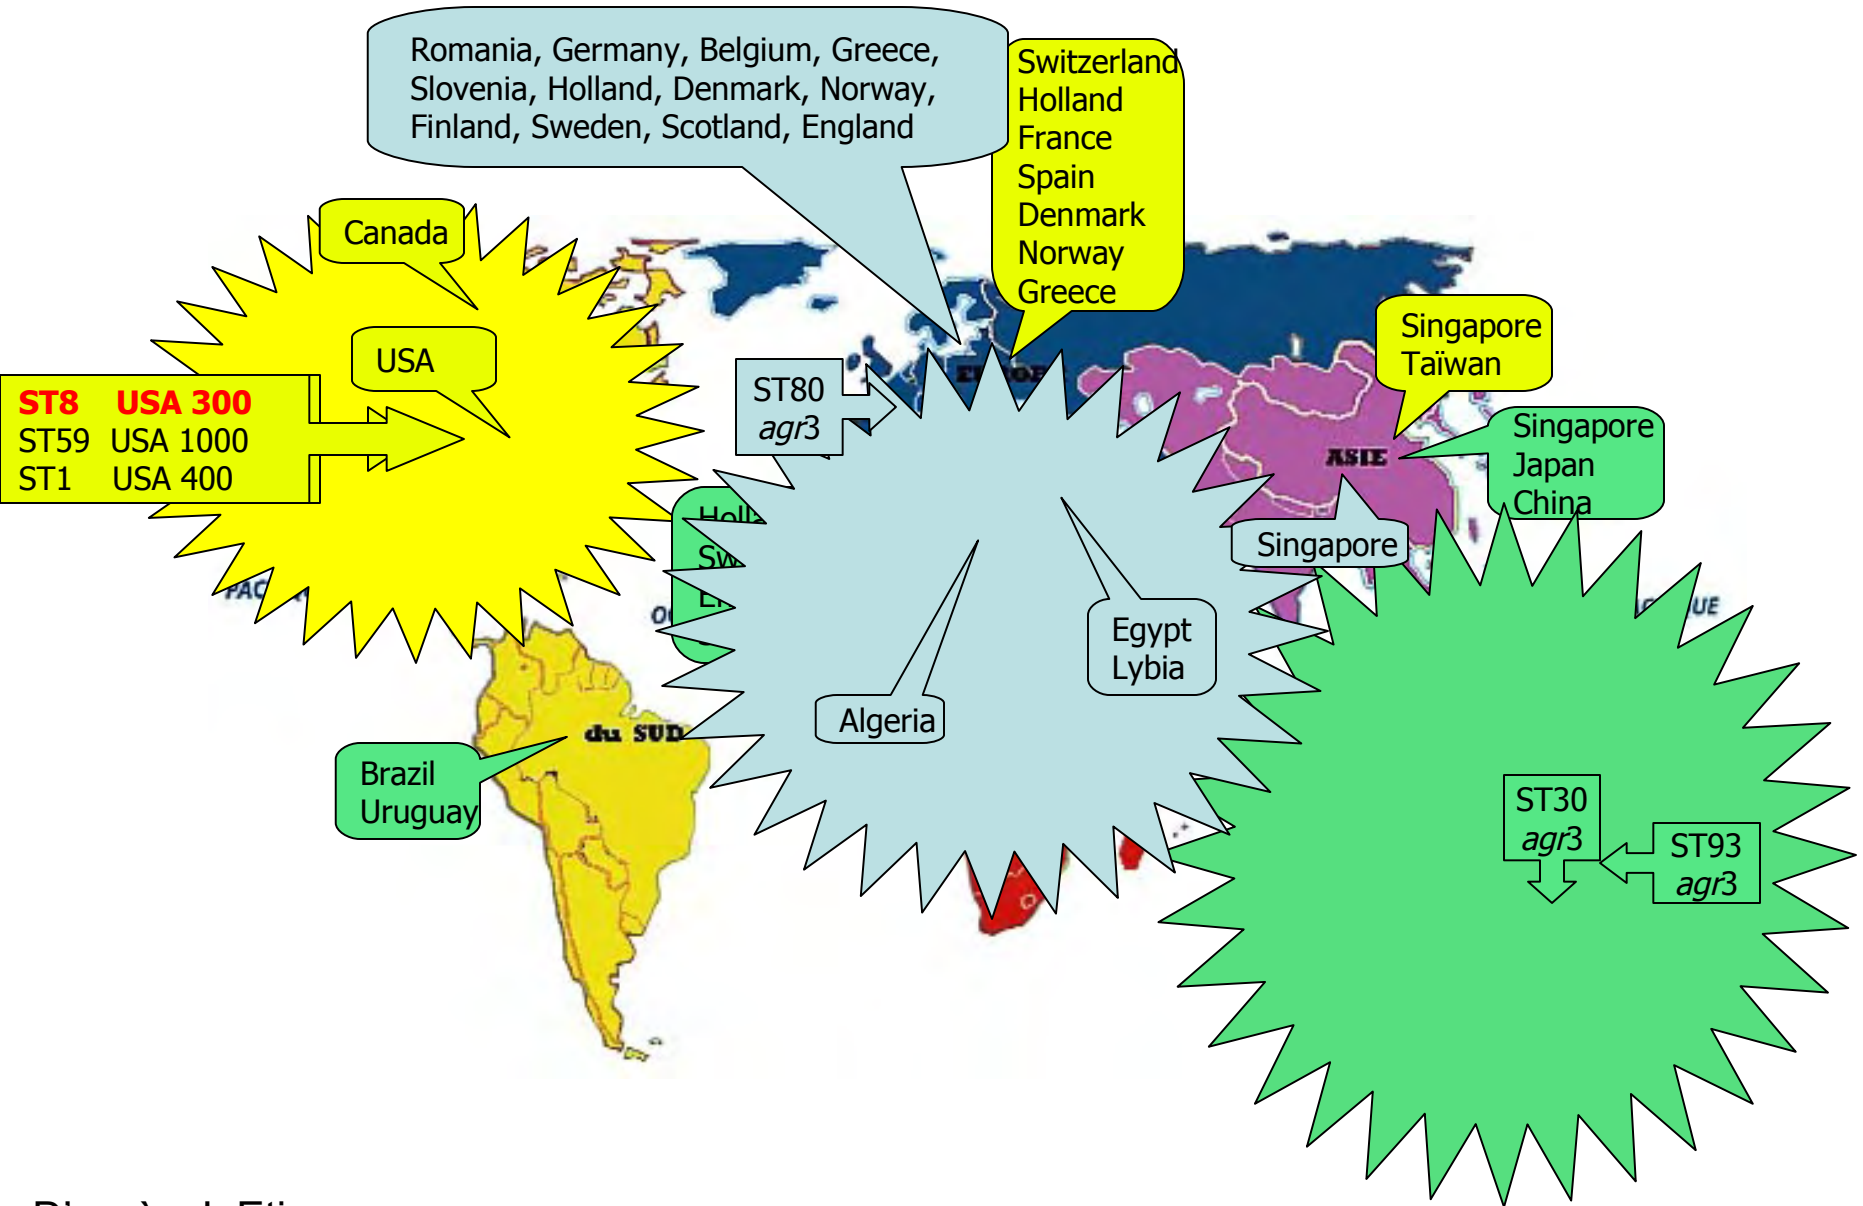 Romania, Germany, Belgium, Greece,
Slovenia, Holland, Denmark, Norway,
Finland, Sweden, Scotland, England
Switzerland
Holland
France
Spain
Denmark
Norway
Greece
Canada
USA
ST8 USA 300
ST59 USA 1000
ST1 USA 400
ST80
agr3
Singapore
Taïwan
ASIE
Singapore
Japan
China
Singapore
Egypt
Lybia
Algeria
du SUD
Brazil
Uruguay
ST30
agr3
ST93
agr3